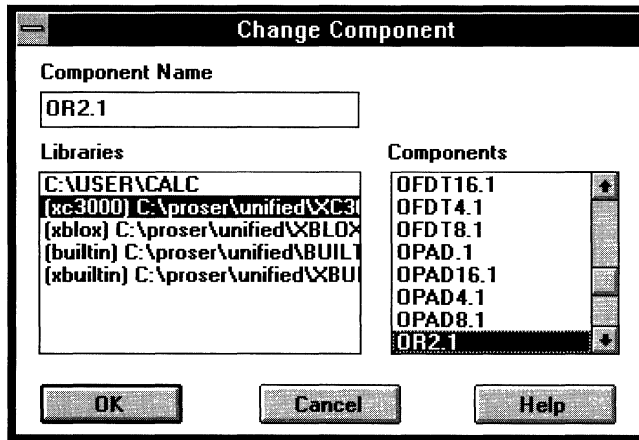 Change Component
Component Name
OR2.1
Libraries
C:\USER\CALC
(xc3000) C:\proser\unified\XC30
(xblox) C:\proser\unified\XBLOX
(builtin) C:\proser\unified\BUILT
(xbuiltin) C:\proser\unified\XBUI
Components
OFDT16.1
OFDT4.1
OFDT8.1
OPAD.1
OPAD16.1
OPAD4.1
OPAD8.1
OR2.1
OK
Cancel
Help